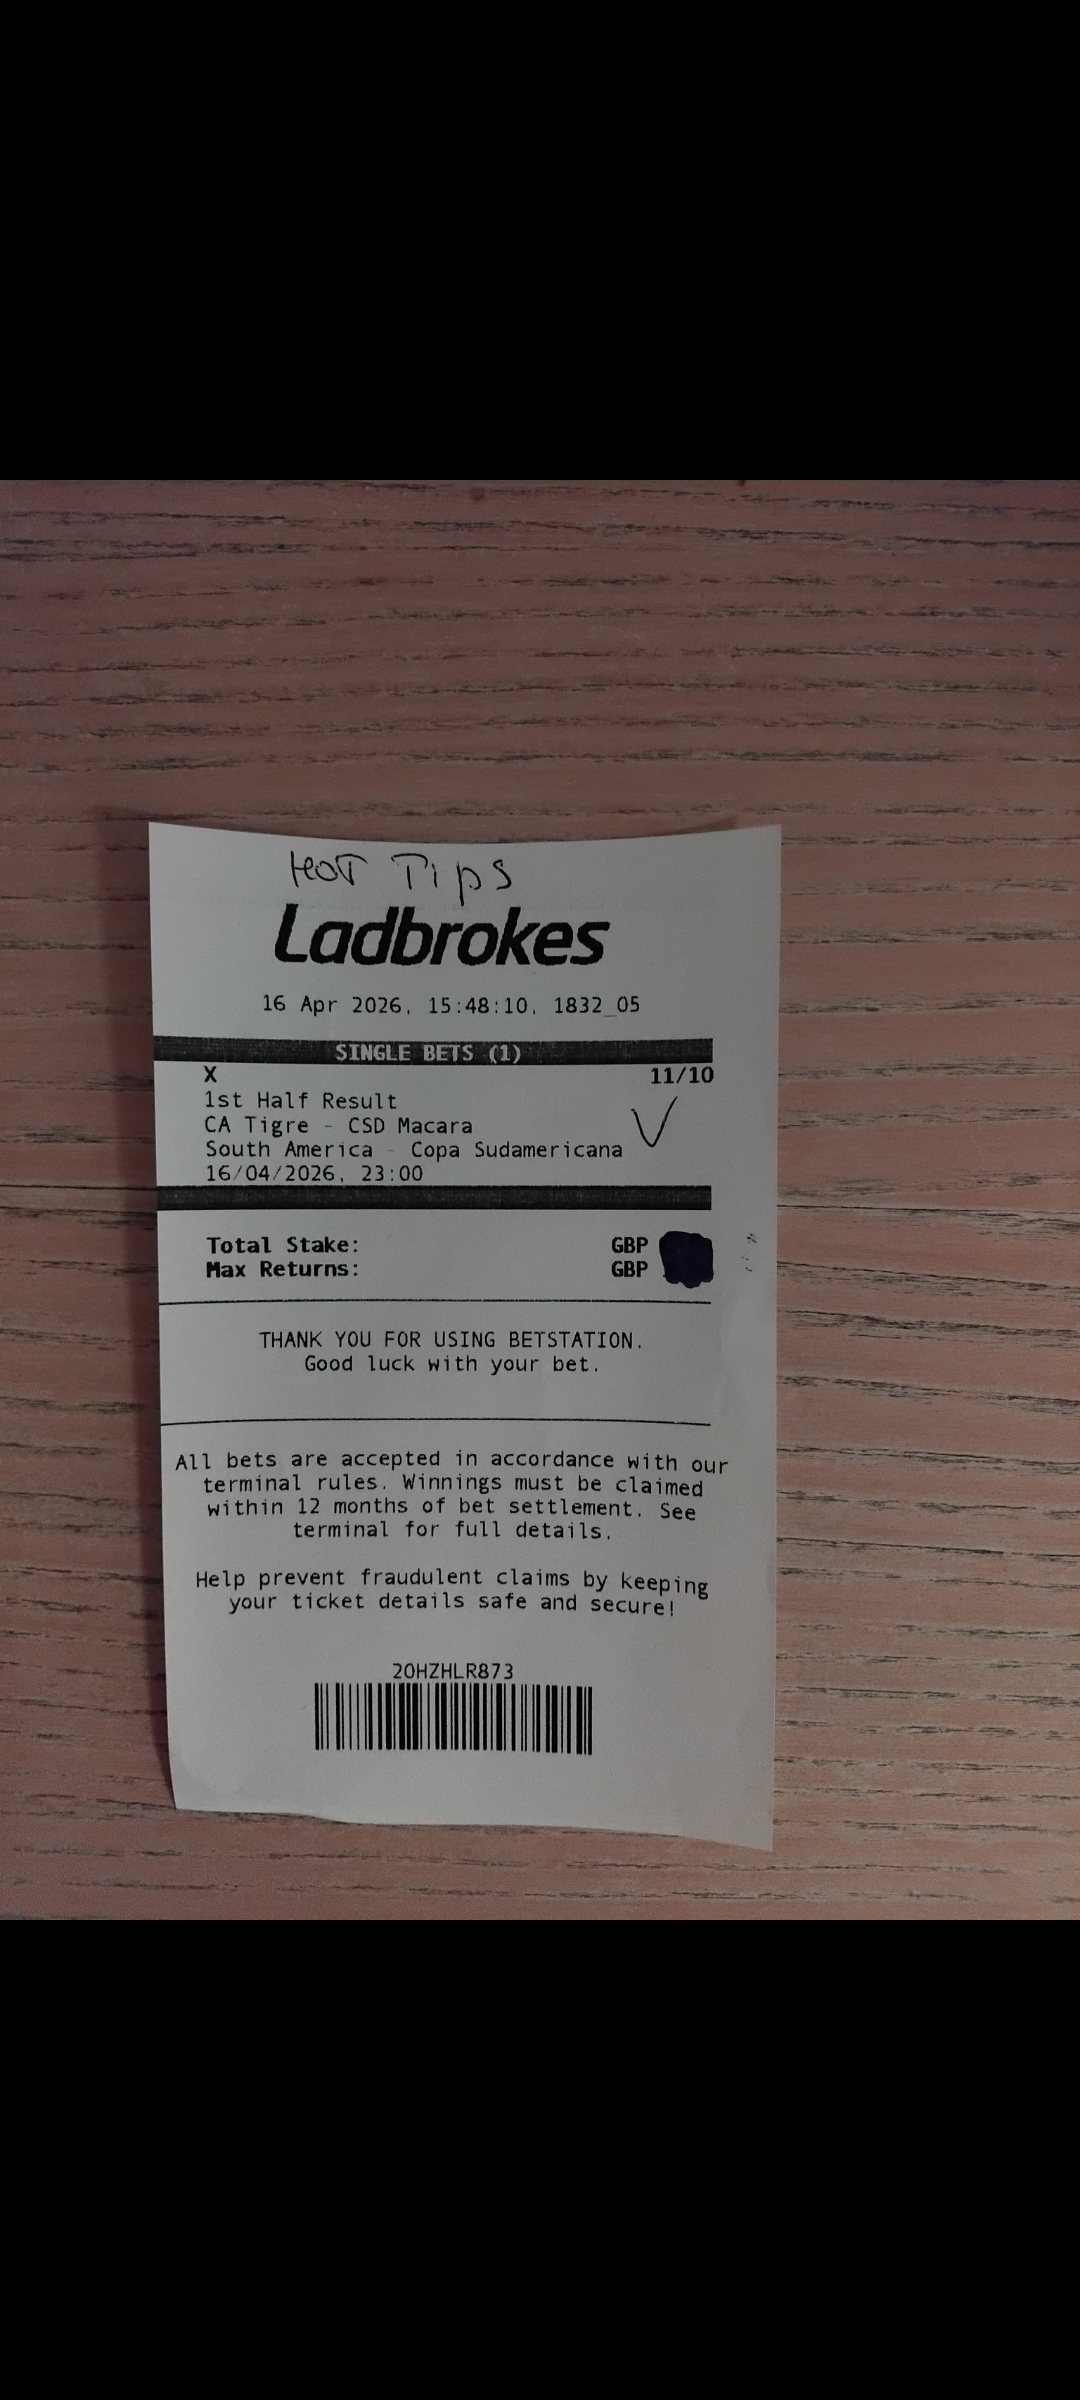 HOT Tips
Ladbrokes
16 Apr 2026, 15:48:10, 1832_05
SINGLE BETS (1)
X 11/10
1st Half Result
CA Tigre - CSD Macara
South America - Copa Sudamericana
16/04/2026, 23:00
Total Stake: GBP
Max Returns: GBP
THANK YOU FOR USING BETSTATION.
Good luck with your bet.
All bets are accepted in accordance with our
terminal rules. Winnings must be claimed
within 12 months of bet settlement. See
terminal for full details.
Help prevent fraudulent claims by keeping
your ticket details safe and secure!
20HZHLR873